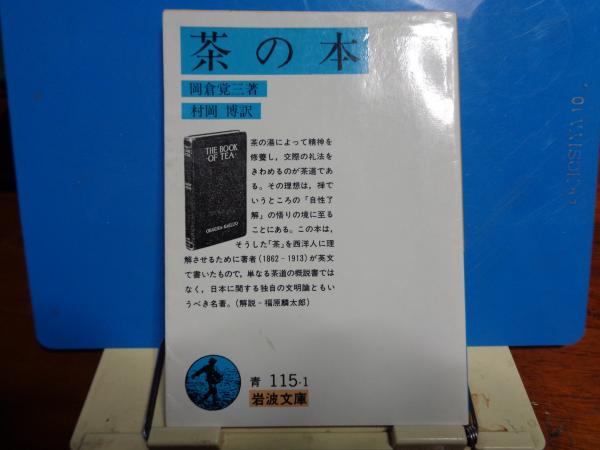 茶の本
岡倉覚三著
村岡 博訳
THE BOOK
OF TEA
OKAKURA KAKUZO
茶の湯によって精神を
修養し，交際の礼法を
きわめるのが茶道であ
る。その理想は，禅で
いうところの「自性了
解」の悟りの境に至る
ことにある。この本は，
そうした「茶」を西洋人に理
解させるために著者（1862‐1913）が英文
で書いたもので，単なる茶道の概説書では
なく，日本に関する独自の文明論ともい
うべき名著。（解説‐福原麟太郎）
青 115-1
岩波文庫